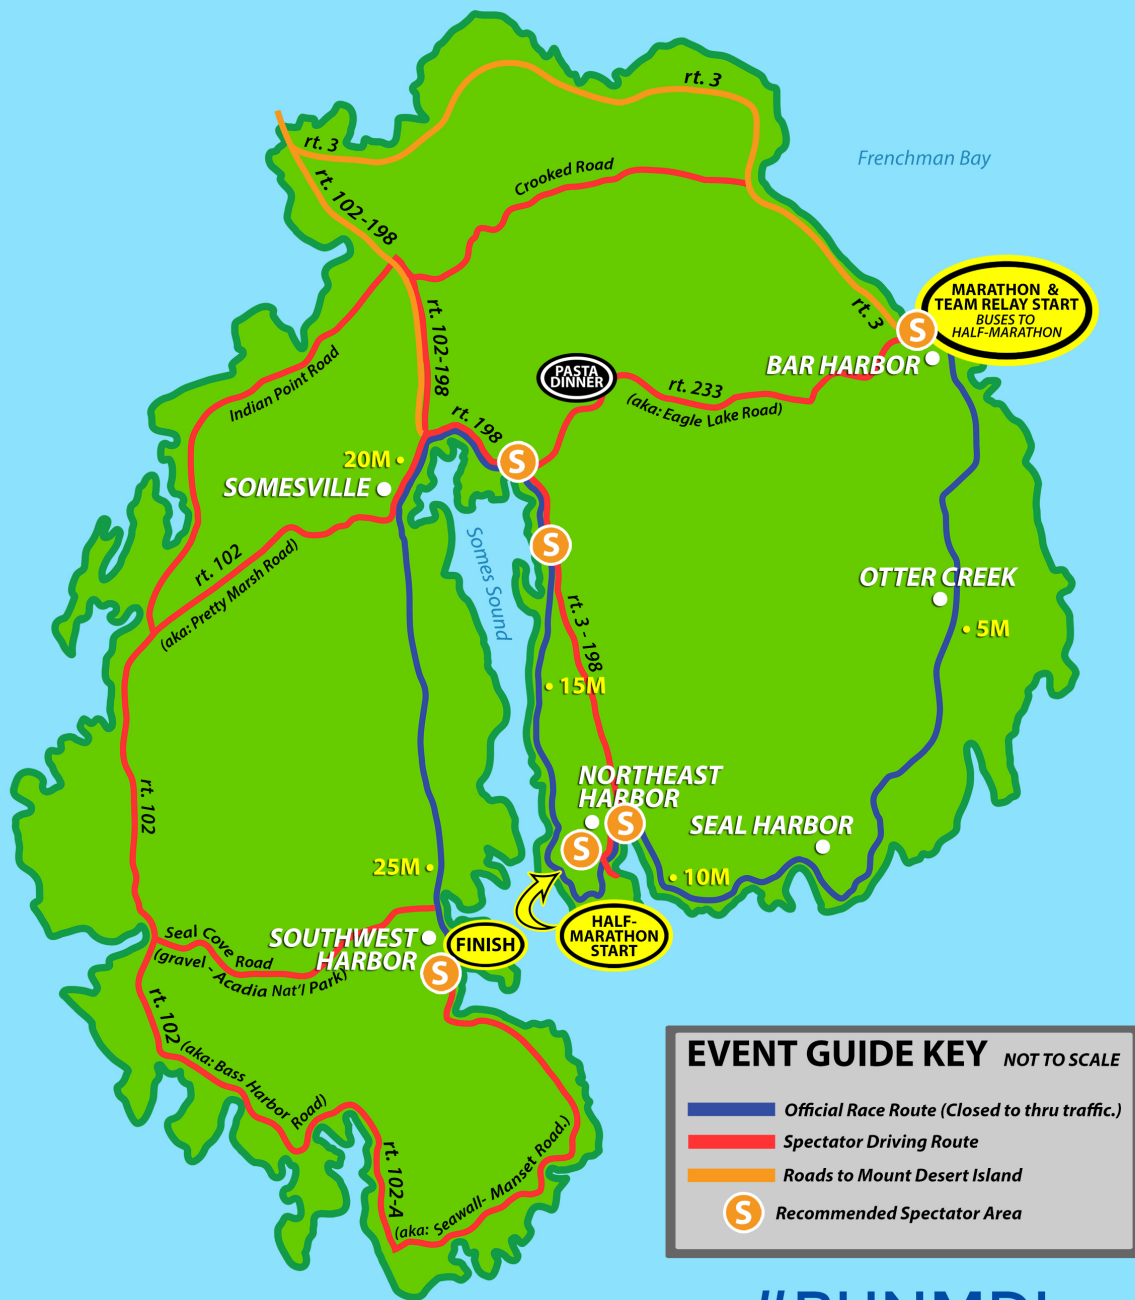 rt. 3
rt. 3
Crooked Road
Frenchman Bay
rt. 102-198
MARATHON &
TEAM RELAY START
BUSES TO
HALF-MARATHON
rt. 3
S
BAR HARBOR
rt. 102-198
Indian Point Road
PASTA
DINNER
rt. 233
(aka: Eagle Lake Road)
rt. 198
20M
S
SOMESVILLE
Somes Sound
S
rt. 102
(aka: Pretty Marsh Road)
OTTER CREEK
5M
rt. 3 - 198
15M
NORTHEAST
HARBOR
rt. 102
S
SEAL HARBOR
S
25M
10M
HALF-
MARATHON
START
Seal Cove Road
(gravel - Acadia Nat'l Park)
SOUTHWEST
HARBOR
FINISH
S
rt. 102
(aka: Bass Harbor Road)
rt. 102-A
(aka: Seawall- Manset Road.)
EVENT GUIDE KEY NOT TO SCALE
Official Race Route (Closed to thru traffic.)
Spectator Driving Route
Roads to Mount Desert Island
S Recommended Spectator Area